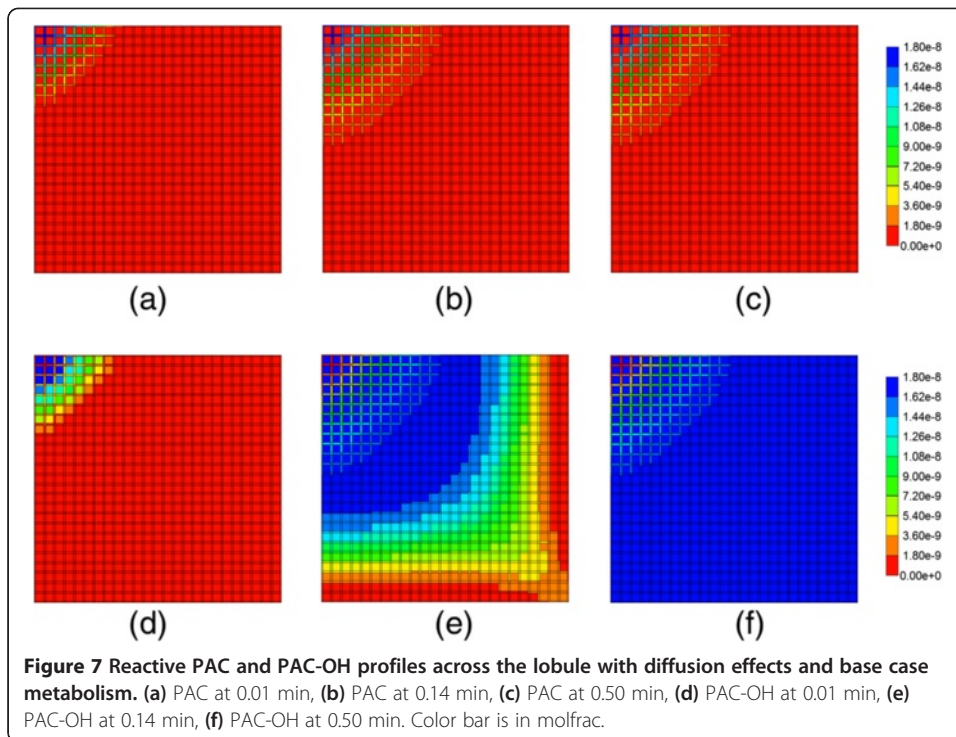 1.80e-8
1.62e-8
1.44e-8
1.26e-8
1.08e-8
9.00e-9
7.20e-9
5.40e-9
3.60e-9
1.80e-9
0.00e+0
(a)
(b)
(c)
1.80e-8
1.62e-8
1.44e-8
1.26e-8
1.08e-8
9.00e-9
7.20e-9
5.40e-9
3.60e-9
1.80e-9
0.00e+0
(d)
(e)
(f)
Figure 7 Reactive PAC and PAC-OH profiles across the lobule with diffusion effects and base case
metabolism. (a) PAC at 0.01 min, (b) PAC at 0.14 min, (c) PAC at 0.50 min, (d) PAC-OH at 0.01 min, (e)
PAC-OH at 0.14 min, (f) PAC-OH at 0.50 min. Color bar is in molfrac.